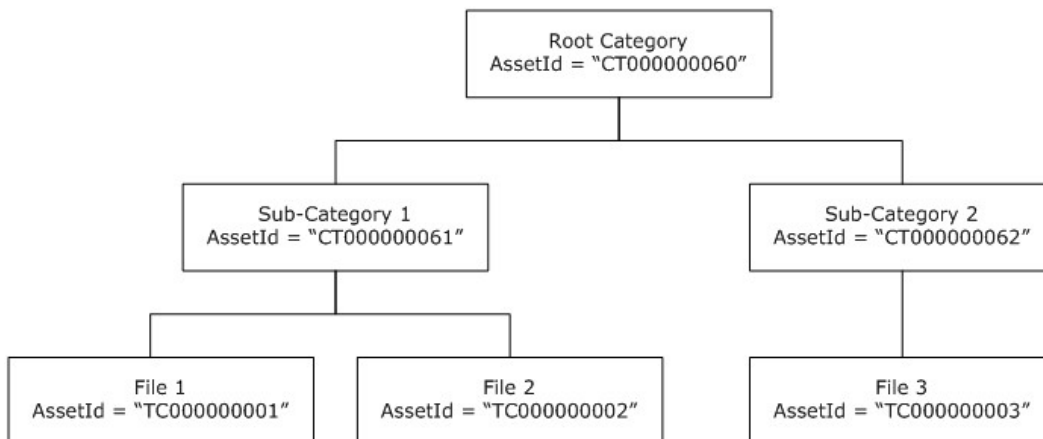 Root Category
AssetId = “CT000000060”
Sub-Category 1
AssetId = “CT000000061”
Sub-Category 2
AssetId = “CT000000062”
File 1
AssetId = “TC000000001”
File 2
AssetId = “TC000000002”
File 3
AssetId = “TC000000003”